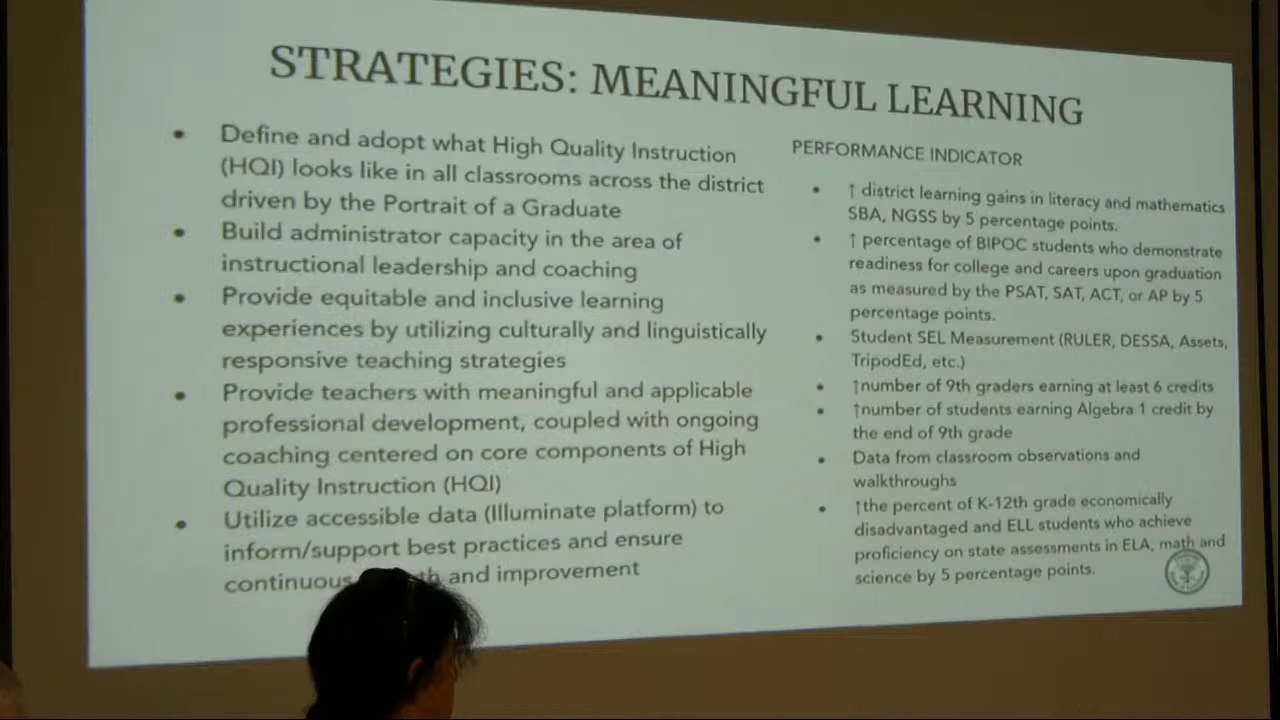 STRATEGIES: MEANINGFUL LEARNING
• Define and adopt what High Quality Instruction
(HQI) looks like in all classrooms across the district
driven by the Portrait of a Graduate
• Build administrator capacity in the area of
instructional leadership and coaching
• Provide equitable and inclusive learning
experiences by utilizing culturally and linguistically
responsive teaching strategies
• Provide teachers with meaningful and applicable
professional development, coupled with ongoing
coaching centered on core components of High
Quality Instruction (HQI)
• Utilize accessible data (Illuminate platform) to
inform/support best practices and ensure
continuous and improvement
PERFORMANCE INDICATOR
• ↑ district learning gains in literacy and mathematics
SBA, NGSS by 5 percentage points.
• ↑ percentage of BIPOC students who demonstrate
readiness for college and careers upon graduation
as measured by the PSAT, SAT, ACT, or AP by 5
percentage points.
• Student SEL Measurement (RULER, DESSA, Assets,
TripodEd, etc.)
• ↑number of 9th graders earning at least 6 credits
• ↑number of students earning Algebra 1 credit by
the end of 9th grade
• Data from classroom observations and
walkthroughs
• ↑the percent of K-12th grade economically
disadvantaged and ELL students who achieve
proficiency on state assessments in ELA, math and
science by 5 percentage points.